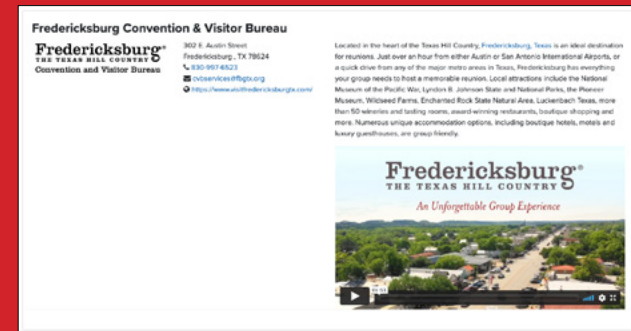 Fredericksburg Convention & Visitor Bureau
Fredericksburg®
THE TEXAS HILL COUNTRY
Convention and Visitor Bureau
302 E. Austin Street
Fredericksburg, TX 78624
830-997-6523
cvbservices@fbgtx.org
https://www.visitfredericksburgtx.com/
Located in the heart of the Texas Hill Country, Fredericksburg, Texas is an ideal destination
for reunions. Just over an hour from either Austin or San Antonio International Airports, or
a quick drive from any of the major metro areas in Texas, Fredericksburg has everything
your group needs to host a memorable reunion. Local attractions include the National
Museum of the Pacific War, Lyndon B. Johnson State and National Parks, the Pioneer
Museum, Wildseed Farms, Enchanted Rock State Natural Area, Luckenbach Texas, more
than 50 wineries and tasting rooms, award-winning restaurants, boutique shopping and
more. Numerous unique accommodation options, including boutique hotels, motels and
luxury guesthouses, are group friendly.
Fredericksburg®
THE TEXAS HILL COUNTRY
An Unforgettable Group Experience